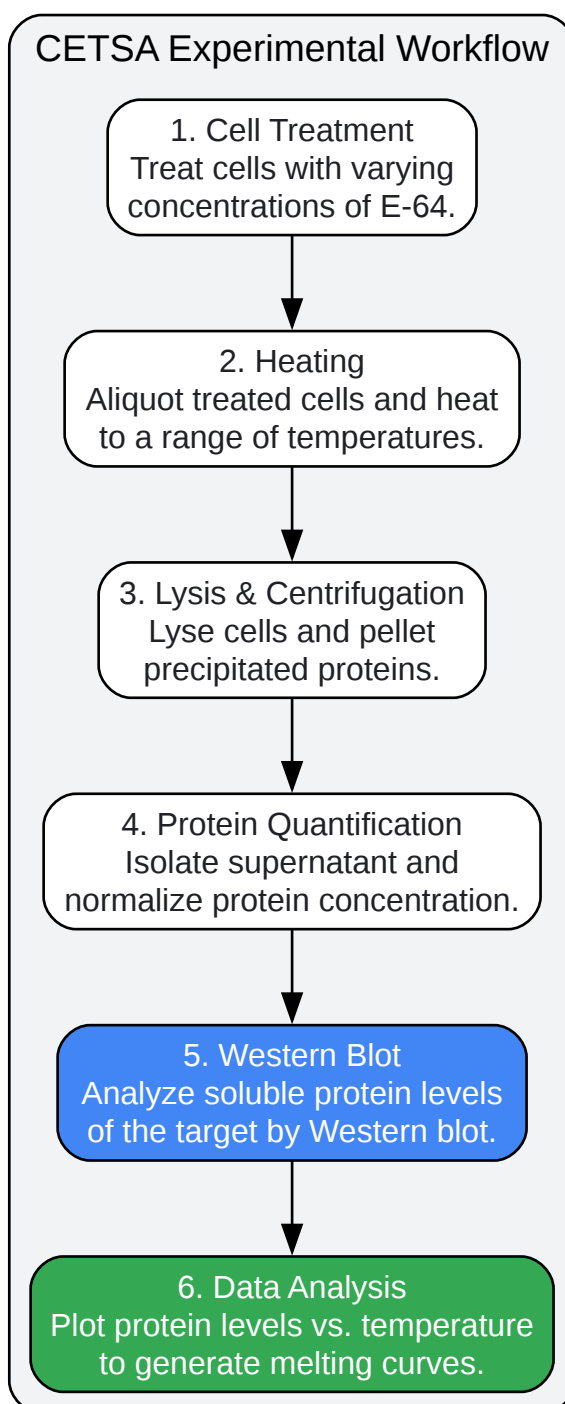 CETSA Experimental Workflow
1. Cell Treatment
Treat cells with varying
concentrations of E-64.
2. Heating
Aliquot treated cells and heat
to a range of temperatures.
3. Lysis & Centrifugation
Lyse cells and pellet
precipitated proteins.
4. Protein Quantification
Isolate supernatant and
normalize protein concentration.
5. Western Blot
Analyze soluble protein levels
of the target by Western blot.
6. Data Analysis
Plot protein levels vs. temperature
to generate melting curves.